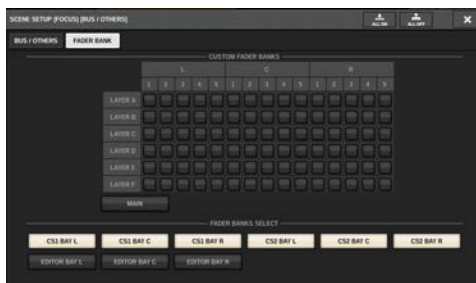 SCENE SETUP (FOCUS) [BUS / OTHERS]
ALL ON ALL OFF
BUS / OTHERS FADER BANK
CUSTOM FADER BANKS
L C R
1 2 3 4 5 1 2 3 4 5 1 2 3 4 5
LAYER A
LAYER B
LAYER C
LAYER D
LAYER E
LAYER F
MAIN
FADER BANKS SELECT
CS1 BAY L CS1 BAY C CS1 BAY R CS2 BAY L CS2 BAY C CS2 BAY R
EDITOR BAY L EDITOR BAY C EDITOR BAY R